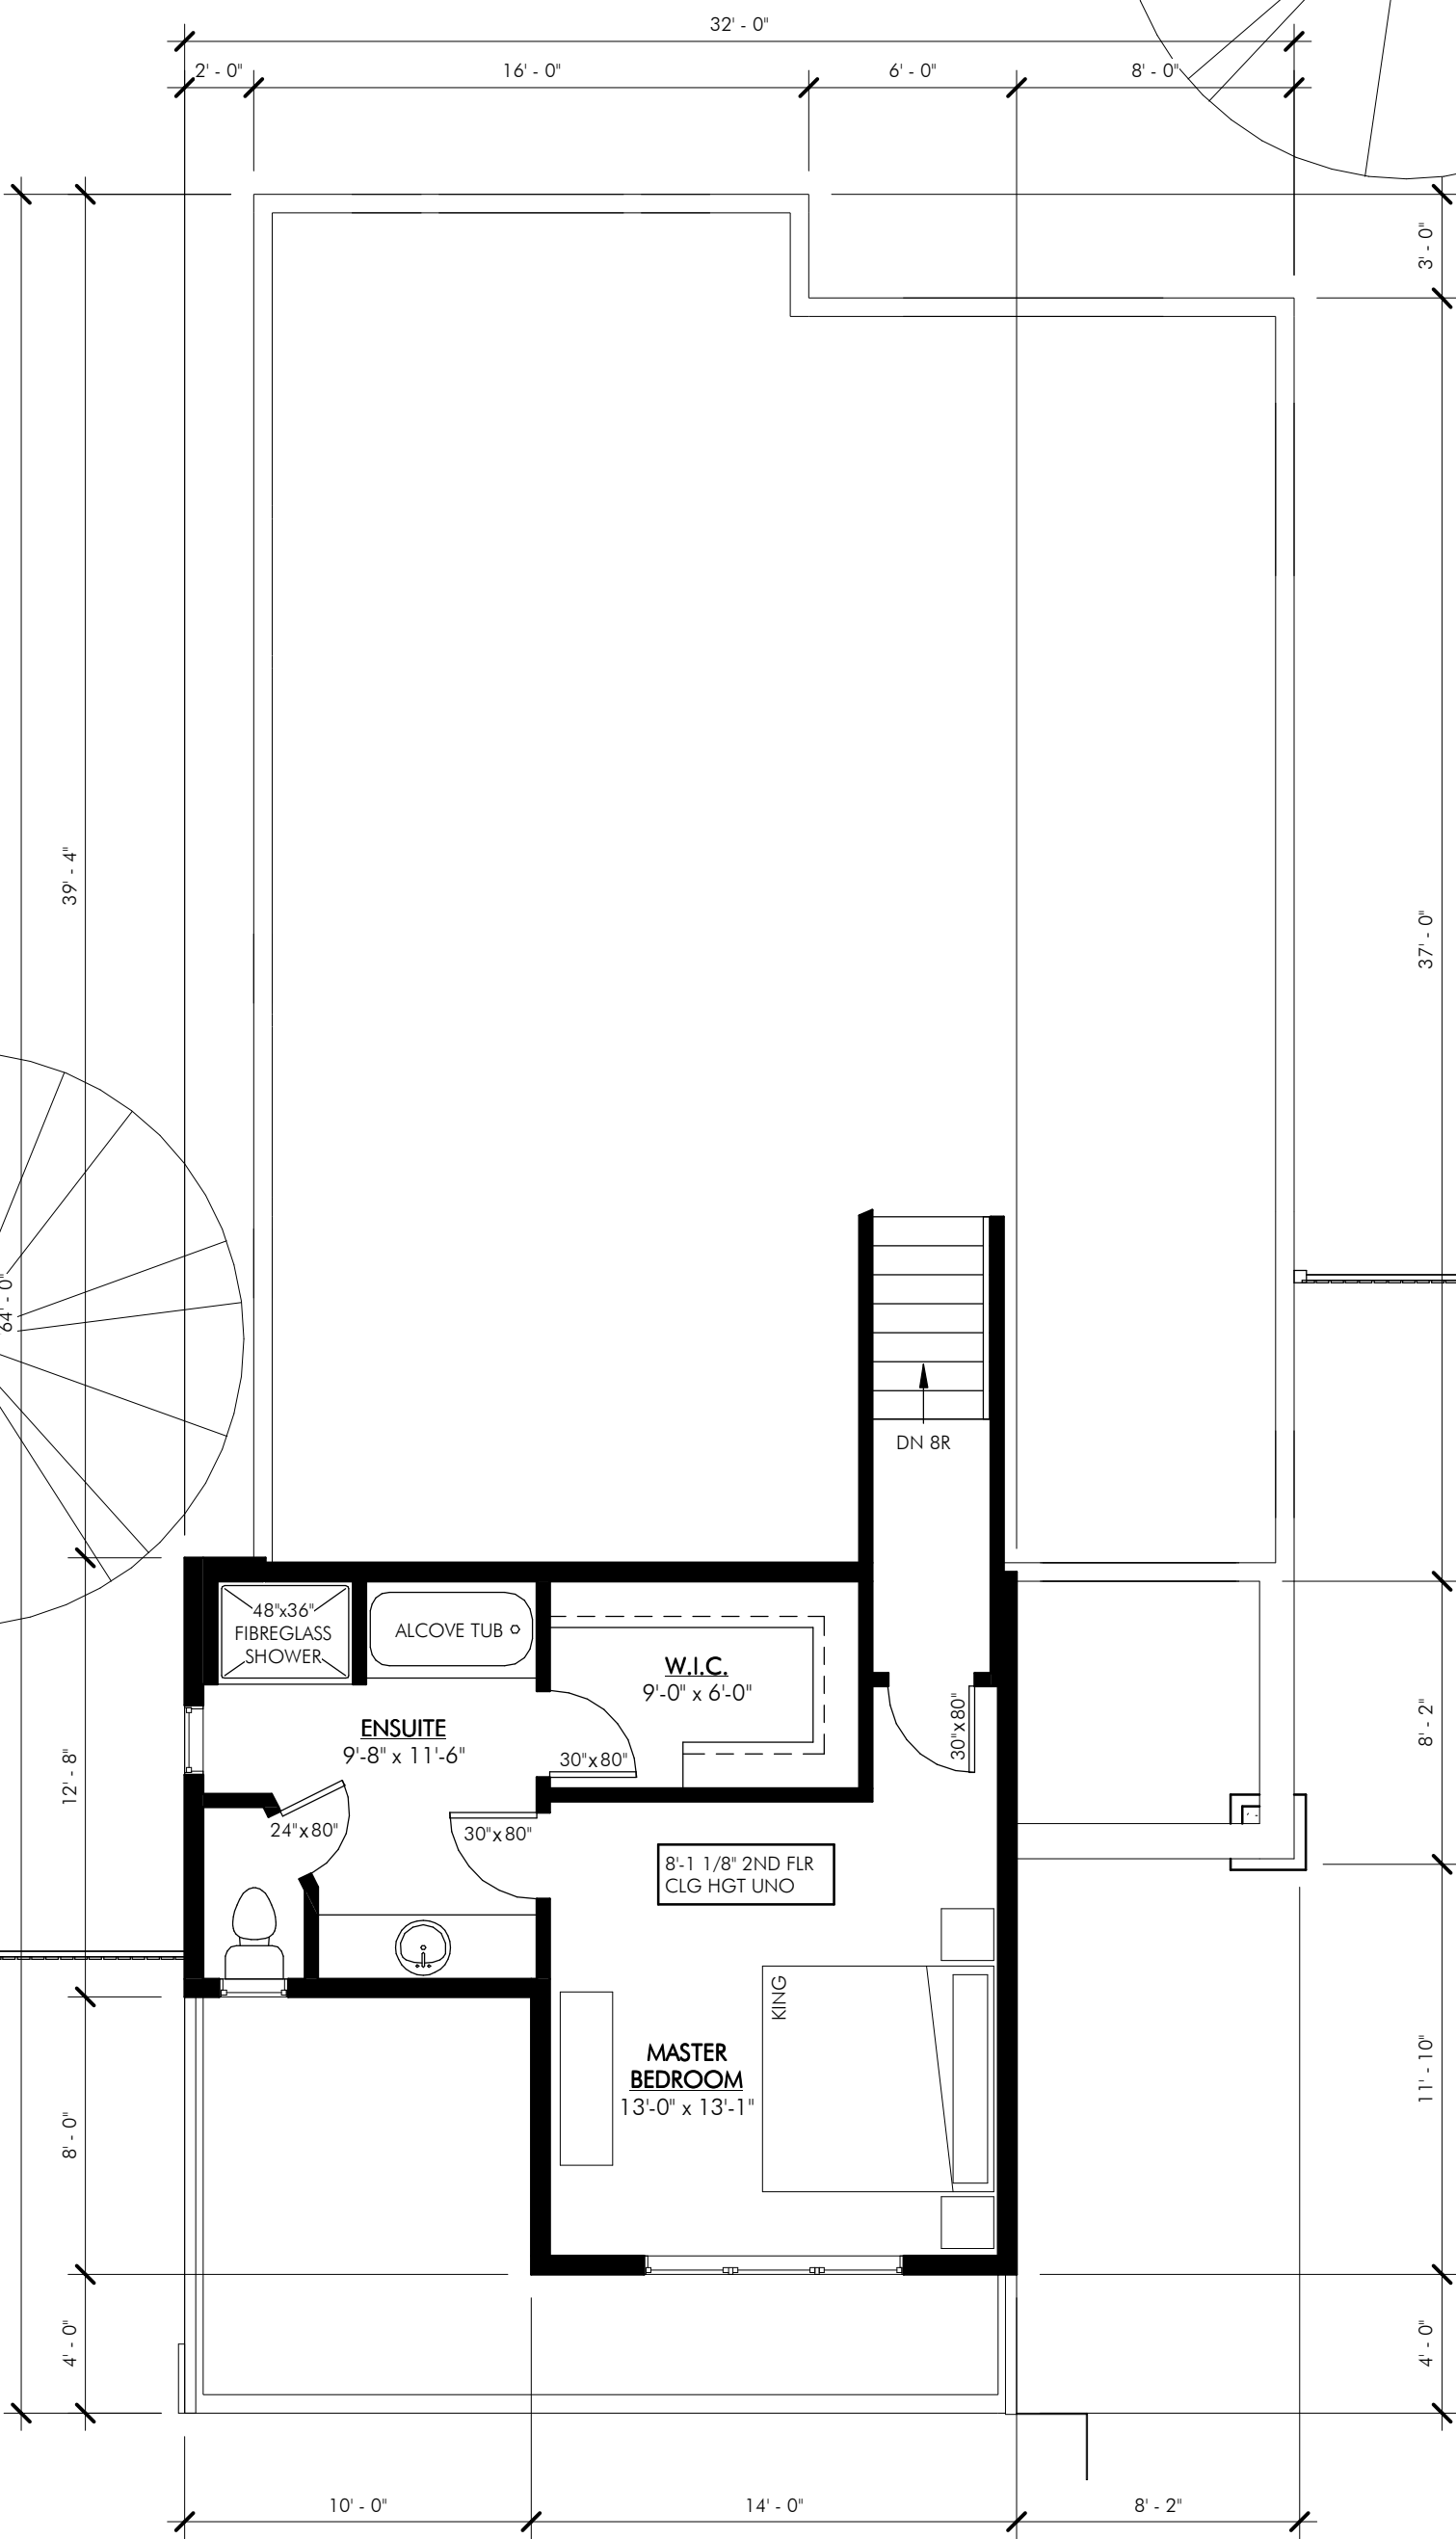 32' - 0"
2' - 0"
16' - 0"
6' - 0"
8' - 0"
3' - 0"
39' - 4"
37' - 0"
64' - 0"
DN 8R
48"x36"
FIBREGLASS
SHOWER
ALCOVE TUB
W.I.C.
9'-0" x 6'-0"
30"x80"
8' - 2"
ENSUITE
9'-8" x 11'-6"
30"x80"
12' - 8"
24"x80"
30"x80"
8'-1 1/8" 2ND FLR
CLG HGT UNO
KING
MASTER
BEDROOM
13'-0" x 13'-1"
11' - 10"
8' - 0"
4' - 0"
4' - 0"
10' - 0"
14' - 0"
8' - 2"